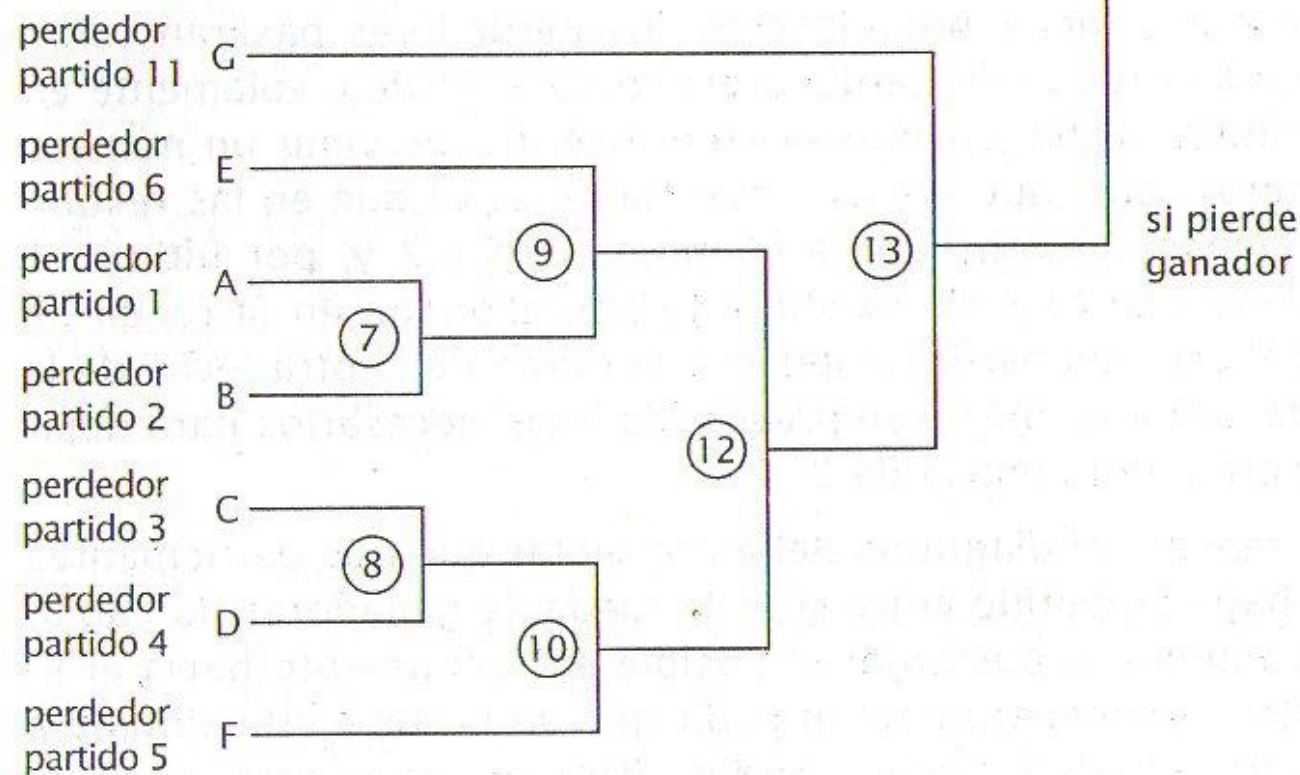 perdedor
partido 11 G
perdedor
partido 6 E
perdedor
partido 1 A
7
perdedor
partido 2 B
perdedor
partido 3 C
8
perdedor
partido 4 D
perdedor
partido 5 F
9
10
12
13
si pierde
ganador